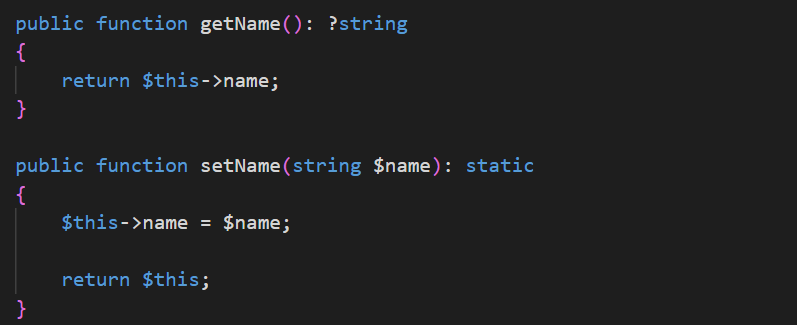 public function getName(): ?string
{
    return $this->name;
}

public function setName(string $name): static
{
    $this->name = $name;

    return $this;
}